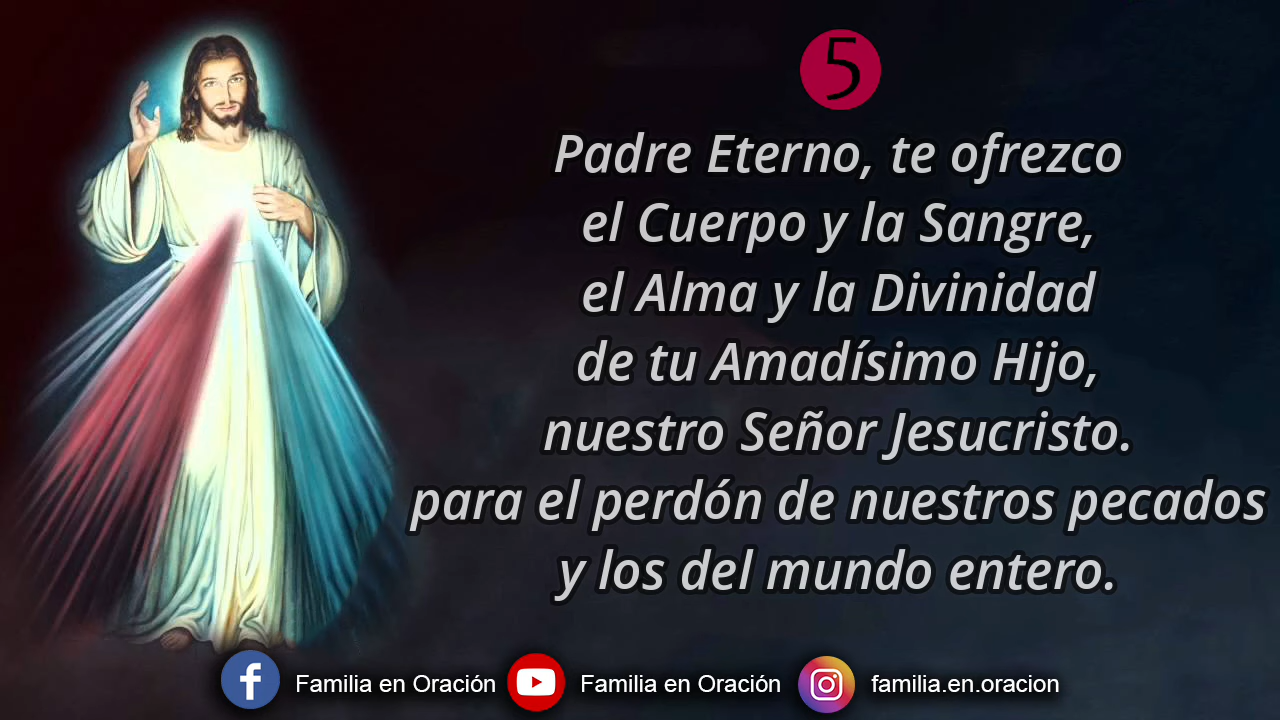 5
Padre Eterno, te ofrezco
el Cuerpo y la Sangre,
el Alma y la Divinidad
de tu Amadísimo Hijo,
nuestro Señor Jesucristo.
para el perdón de nuestros pecados
y los del mundo entero.
Familia en Oración Familia en Oración familia.en.oracion